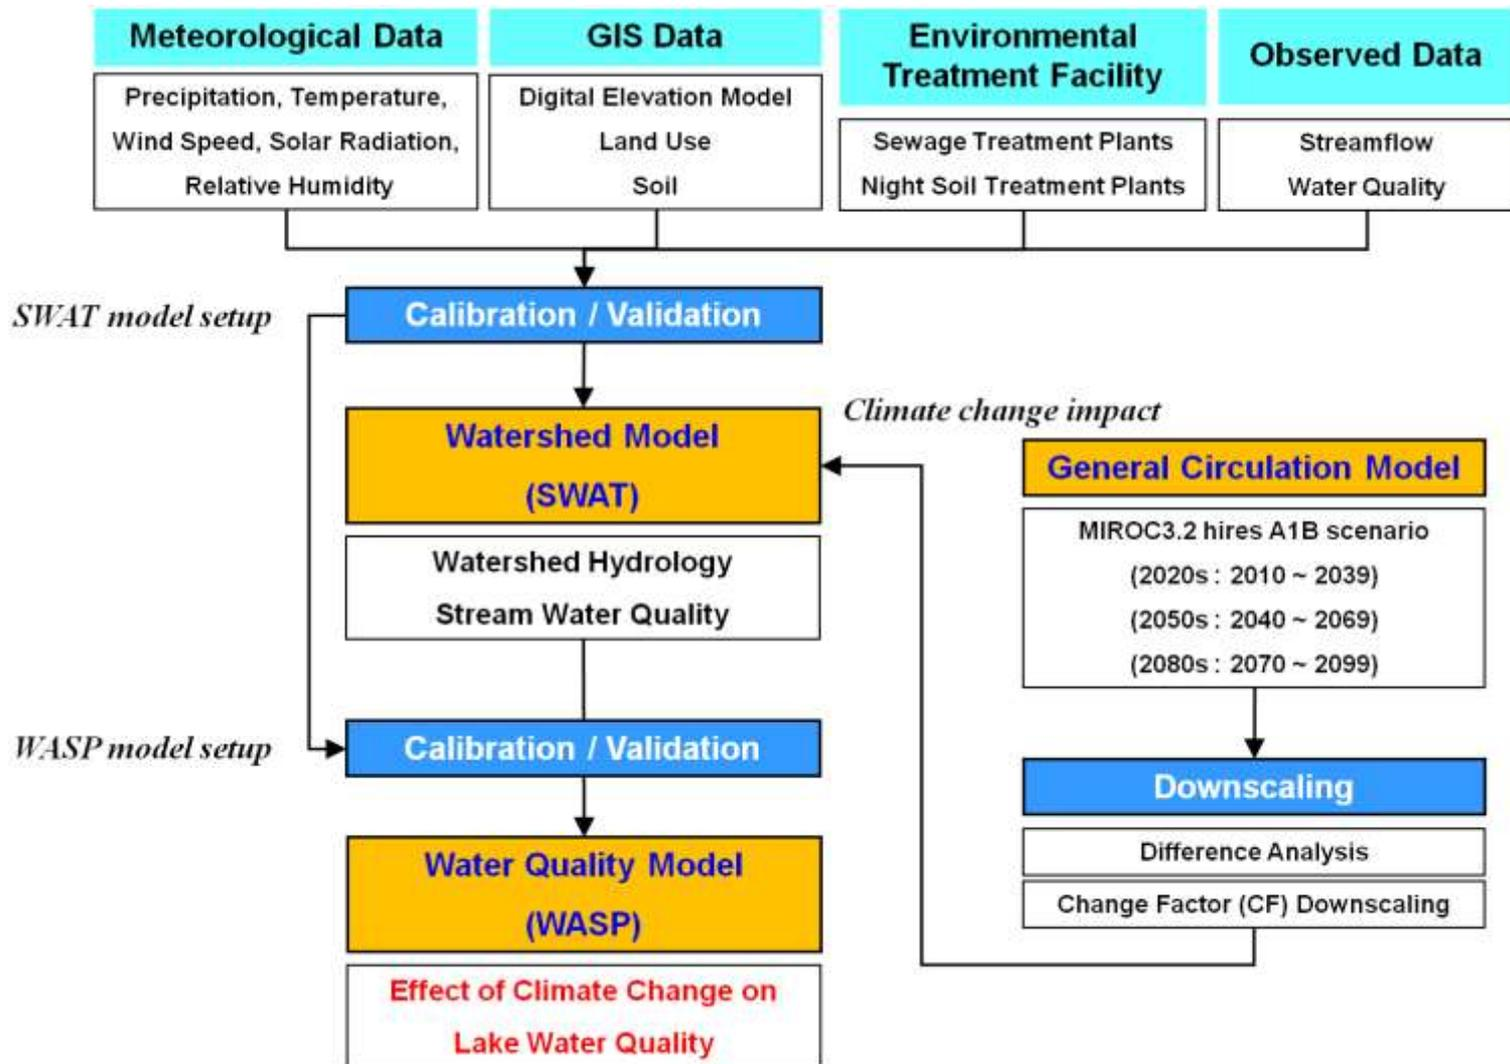 Meteorological Data
Precipitation, Temperature,
Wind Speed, Solar Radiation,
Relative Humidity
GIS Data
Digital Elevation Model
Land Use
Soil
Environmental
Treatment Facility
Sewage Treatment Plants
Night Soil Treatment Plants
Observed Data
Streamflow
Water Quality
SWAT model setup
Calibration / Validation
Watershed Model
(SWAT)
Watershed Hydrology
Stream Water Quality
Climate change impact
General Circulation Model
MIROC3.2 hires A1B scenario
(2020s : 2010 ~ 2039)
(2050s : 2040 ~ 2069)
(2080s : 2070 ~ 2099)
WASP model setup
Calibration / Validation
Downscaling
Difference Analysis
Change Factor (CF) Downscaling
Water Quality Model
(WASP)
Effect of Climate Change on
Lake Water Quality